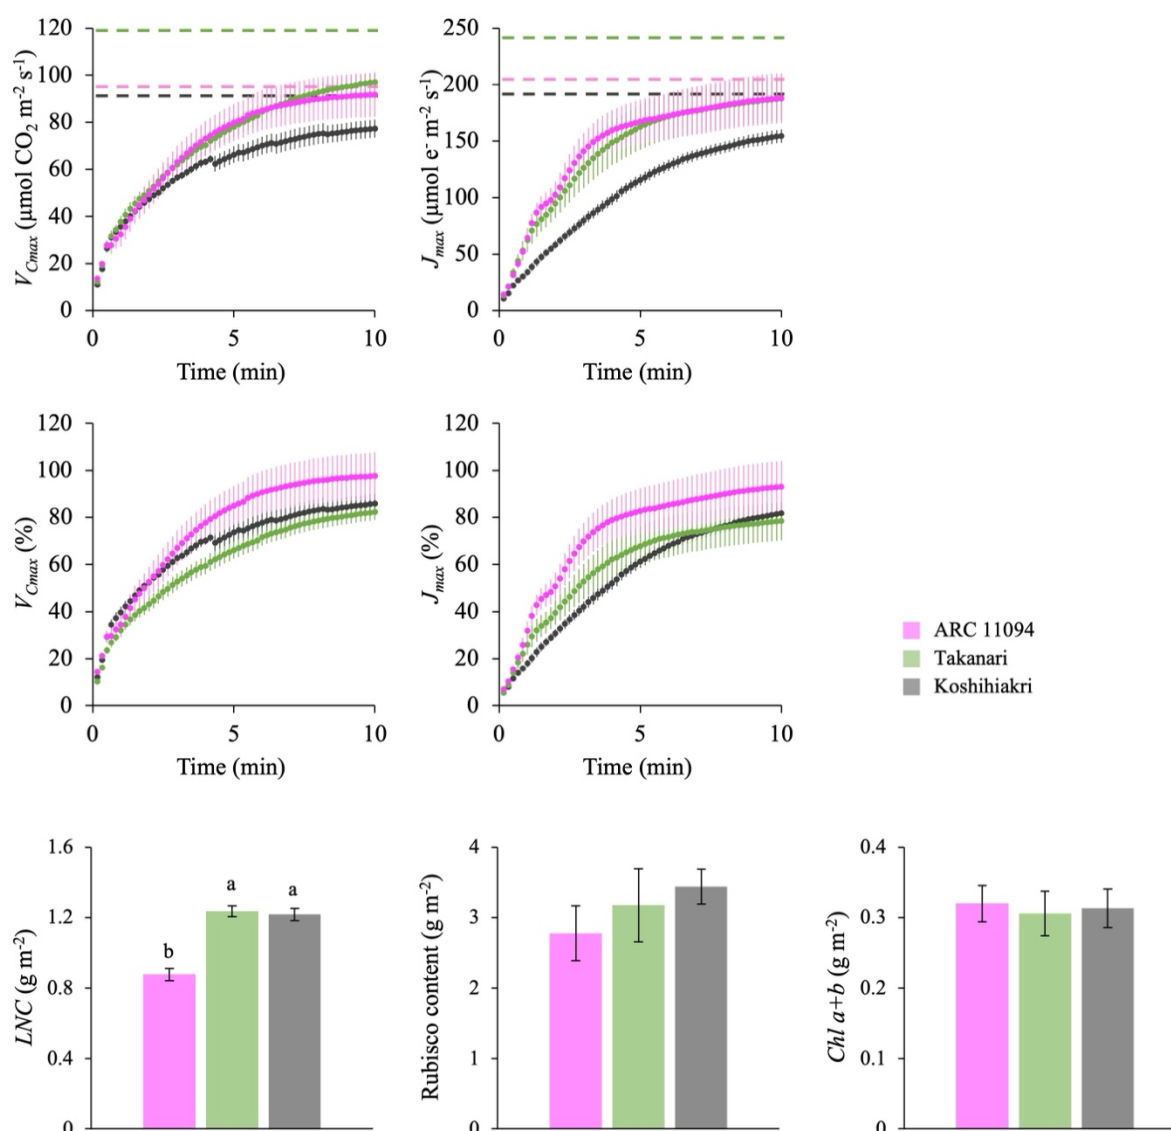 120
100
80
60
40
20
0
V_Cmax (µmol CO₂ m⁻² s⁻¹)
0 5 10
Time (min)
250
200
150
100
50
0
J_max (µmol e⁻ m⁻² s⁻¹)
0 5 10
Time (min)
120
100
80
60
40
20
0
V_Cmax (%)
0 5 10
Time (min)
120
100
80
60
40
20
0
J_max (%)
0 5 10
Time (min)
ARC 11094
Takanari
Koshihiakri
1.6
1.2
0.8
0.4
0
LNC (g m⁻²)
b
a
a
4
3
2
1
0
Rubisco content (g m⁻²)
0.4
0.3
0.2
0.1
0
Chl a+b (g m⁻²)